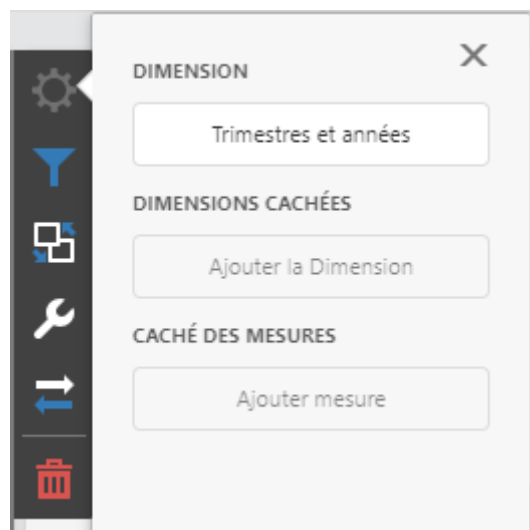 DIMENSION
Trimestres et années
DIMENSIONS CACHÉES
Ajouter la Dimension
CACHÉ DES MESURES
Ajouter mesure